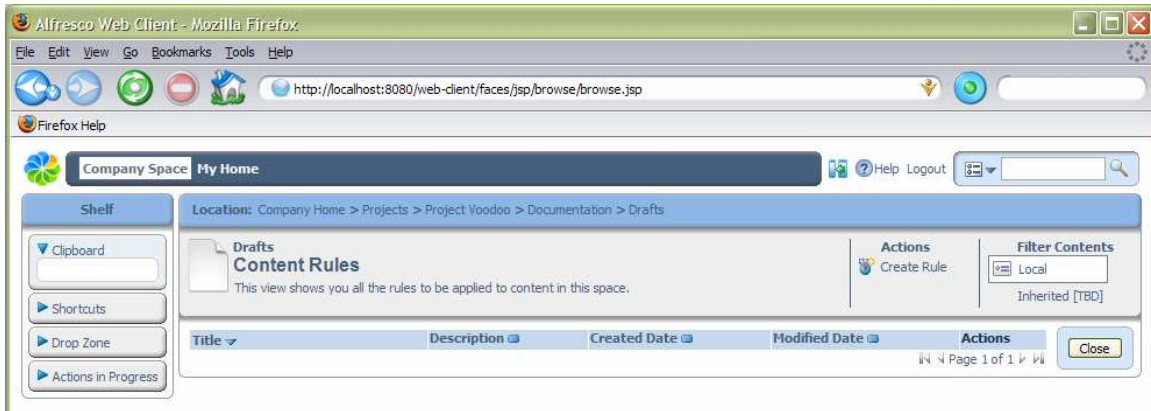 Alfresco Web Client - Mozilla Firefox
File Edit View Go Bookmarks Tools Help
http://localhost:8080/web-client/faces/jsp/browse/browse.jsp
Firefox Help
Company Space My Home Help Logout
Shelf
Location: Company Home > Projects > Project Voodoo > Documentation > Drafts
Clipboard
Shortcuts
Drop Zone
Actions in Progress
Drafts
Content Rules
This view shows you all the rules to be applied to content in this space.
Actions
Create Rule
Filter Contents
Local
Inherited [TBD]
Title Description Created Date Modified Date Actions
Page 1 of 1
Close